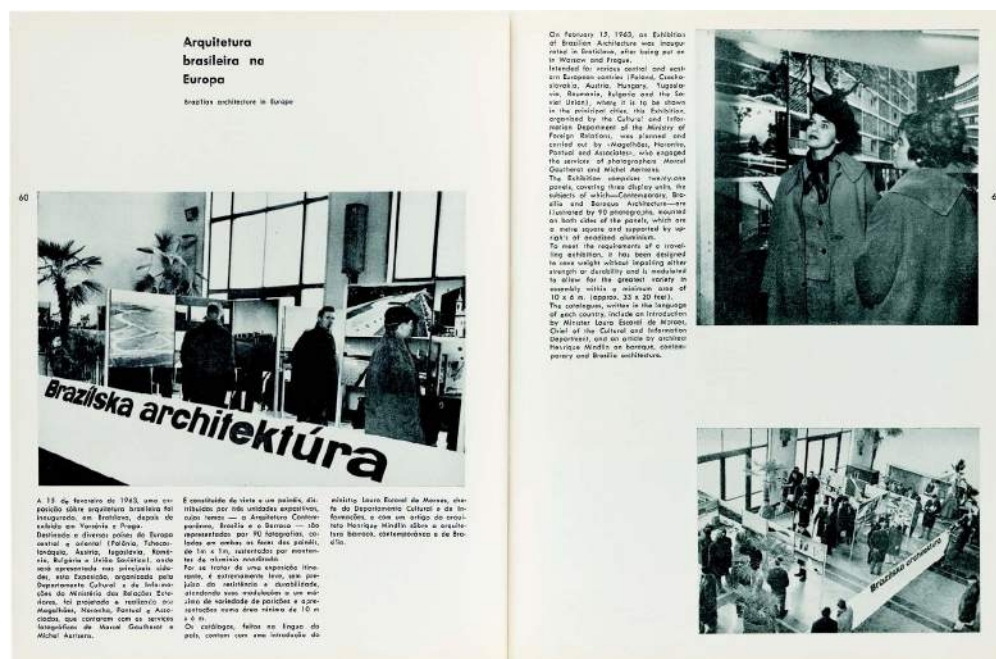 Arquitetura
brasileira na
Europa
Brazilian architecture in Europe
60
Brazílska architektúra
A 15 de fevereiro de 1963, uma ex-
posição sôbre arquitetura brasileira foi
inaugurada, em Bratislava, depois de
exibida em Varsóvia e Praga.
Destinada a diversos países da Europa
central e oriental (Polônia, Tchecos-
lováquia, Áustria, Iugoslávia, Romê-
nia, Bulgária e União Soviética), onde
será apresentada nas principais cida-
des, esta Exposição, organizada pelo
Departamento Cultural e de Informa-
ções do Ministério das Relações Exte-
riores, foi projetada e realizada por
Magalhães, Noronha, Pontual e Asso-
ciados, que contaram com os serviços
fotográficos de Marcel Gautherot e
Michel Aertsens.
É constituída de vinte e um painéis, dis-
tribuídos por três unidades expositivas,
cujos temas — a Arquitetura Contem-
porânea, Brasília e o Barroco — são
representados por 90 fotografias, co-
ladas em ambas as faces dos painéis,
de 1m x 1m, sustentados por montan-
tes de alumínio anodizado.
Por se tratar de uma exposição itine-
rante, é extremamente leve, sem pre-
juízo da resistência e durabilidade,
atendendo suas modulações a um má-
ximo de variedade de posições e apre-
sentações numa área mínima de 10 m
x 6 m.
Os catálogos, feitos na língua do
país, contam com uma introdução do
ministro Lauro Escorel de Moraes, che-
fe do Departamento Cultural e de In-
formações, e com um artigo do arqui-
teto Henrique Mindlin sôbre a arquite-
tura barroca, contemporânea e de Bra-
sília.
On February 15, 1963, an Exhibition
of Brazilian Architecture was inaugu-
rated in Bratislava, after being put on
in Warsaw and Prague.
Intended for various central and east-
ern European contries (Poland, Czecho-
slovakia, Austria, Hungary, Yugosla-
via, Roumania, Bulgaria and the So-
viet Union), where it is to be shown
in the principal cities, this Exhibition,
organized by the Cultural and Infor-
mation Department of the Ministry of
Foreign Relations, was planned and
carried out by «Magalhães, Noronha,
Pontual and Associates», who engaged
the services of photographers Marcel
Gautherot and Michel Aertsens.
The Exhibition comprises twenty-one
panels, covering three display units, the
subjects of which—Contemporary, Bra-
silia and Baroque Architecture—are
illustrated by 90 photographs, mounted
on both sides of the panels, which are
a metre square and supported by up-
rights of anodized aluminium.
To meet the requirements of a travel-
ling exhibition, it has been designed
to save weight without impairing either
strength or durability and is modulated
to allow for the greatest variety in
assembly within a minimum area of
10 x 6 m. (approx. 33 x 20 feet).
The catalogues, written in the language
of each country, include an Introduction
by Minister Lauro Escorel de Moraes,
Chief of the Cultural and Information
Department, and an article by architect
Henrique Mindlin on baroque, contem-
porary and Brasilia architecture.
6
Brazílska architektúra